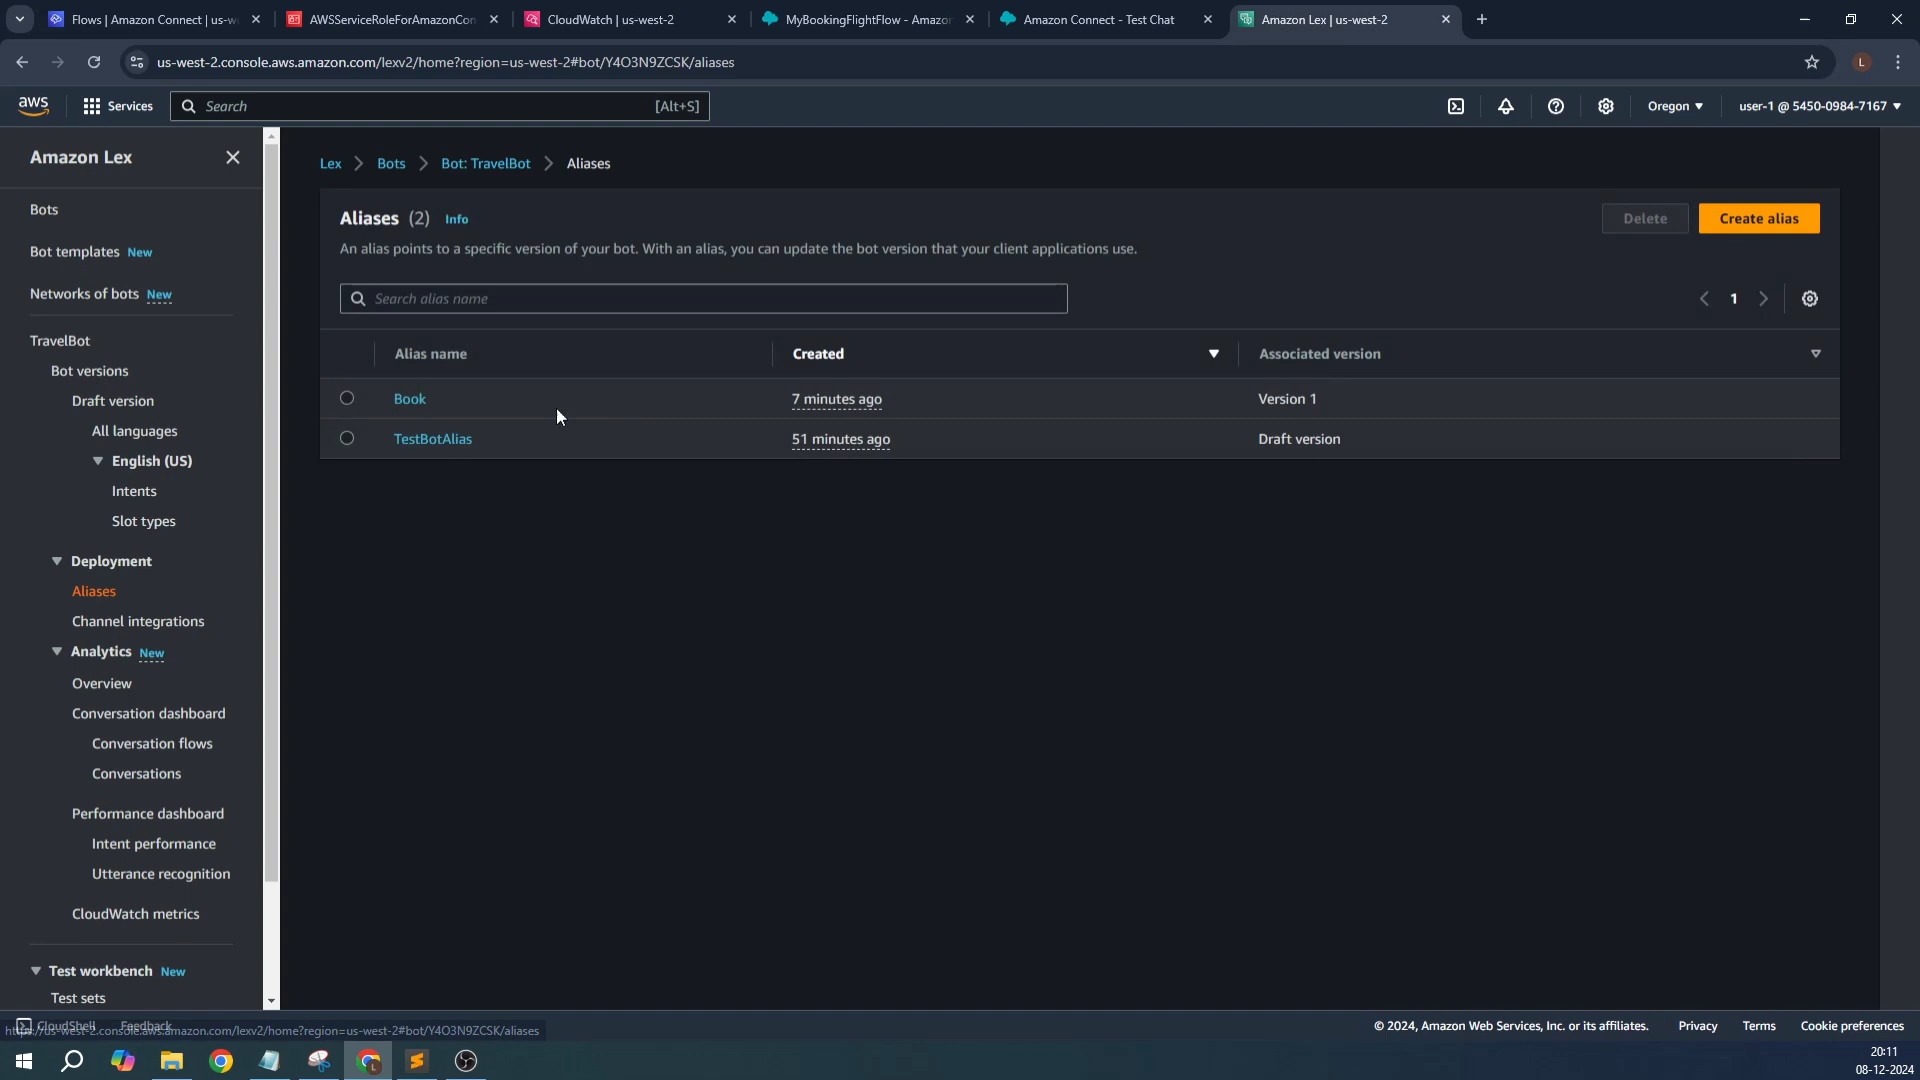 Flows | Amazon Connect | us-w
AWSServiceRoleForAmazonCon
CloudWatch | us-west-2
MyBookingFlightFlow - Amazon
Amazon Connect - Test Chat
Amazon Lex | us-west-2
us-west-2.console.aws.amazon.com/lexv2/home?region=us-west-2#bot/Y4O3N9ZCSK/aliases
L
aws
Services
Search
[Alt+S]
Oregon
user-1 @ 5450-0984-7167
Amazon Lex
Bots
Bot templates New
Networks of bots New
TravelBot
Bot versions
Draft version
All languages
English (US)
Intents
Slot types
Deployment
Aliases
Channel integrations
Analytics New
Overview
Conversation dashboard
Conversation flows
Conversations
Performance dashboard
Intent performance
Utterance recognition
CloudWatch metrics
Test workbench New
Test sets
Lex
Bots
Bot: TravelBot
Aliases
Aliases (2) Info
Delete
Create alias
An alias points to a specific version of your bot. With an alias, you can update the bot version that your client applications use.
Search alias name
1
Alias name
Created
Associated version
Book
7 minutes ago
Version 1
TestBotAlias
51 minutes ago
Draft version
CloudShell
Feedback
https://us-west-2.console.aws.amazon.com/lexv2/home?region=us-west-2#bot/Y4O3N9ZCSK/aliases
© 2024, Amazon Web Services, Inc. or its affiliates.
Privacy
Terms
Cookie preferences
20:11
08-12-2024